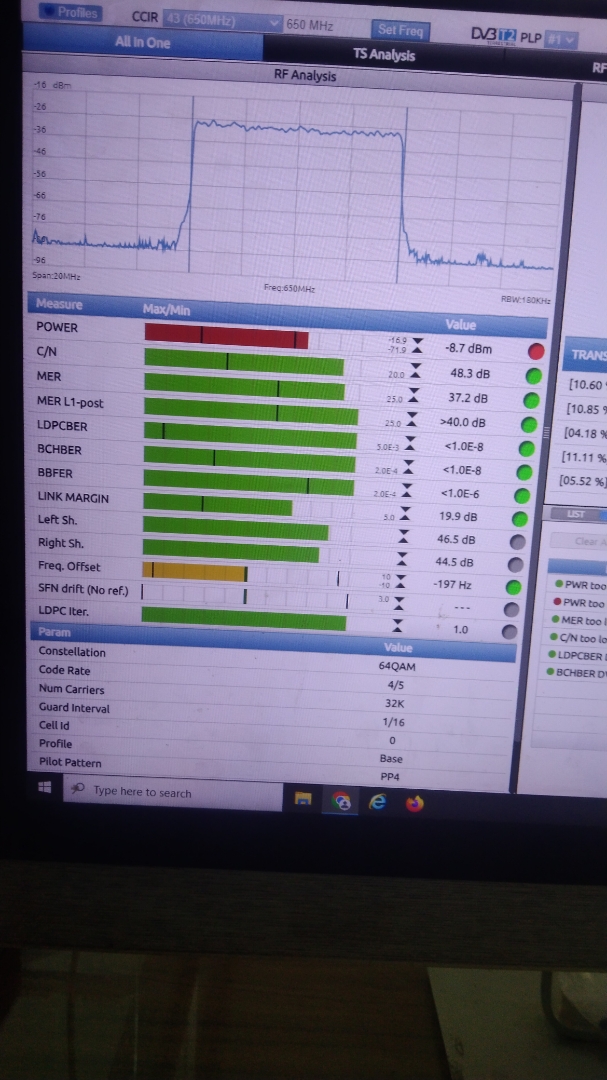 Profiles
CCIR 43 (650MHz) 650 MHz Set Freq DVB T2 PLP #1
All In One TS Analysis RF
RF Analysis
-16 dBm
-26
-36
-46
-56
-66
-76
-96
Span:20MHz Freq:650MHz RBW:180KHz
Measure Max/Min Value
POWER -16.9 -71.9 -8.7 dBm
C/N 20.0 48.3 dB
MER 25.0 37.2 dB
MER L1-post 25.0 >40.0 dB
LDPCBER 5.0E-3 <1.0E-8
BCHBER 2.0E-4 <1.0E-8
BBFER 2.0E-4 <1.0E-6
LINK MARGIN 5.0 19.9 dB
Left Sh. 46.5 dB
Right Sh. 44.5 dB
Freq. Offset 10 -10 -197 Hz
SFN drift (No ref.) 3.0 ---
LDPC Iter. 1.0
Param Value
Constellation 64QAM
Code Rate 4/5
Num Carriers 32K
Guard Interval 1/16
Cell Id 0
Profile Base
Pilot Pattern PP4
TRANS
[10.60 %
[10.85 %
[04.18 %
[11.11 %
[05.52 %]
LIST
Clear A
PWR too
PWR too
MER too l
C/N too lo
LDPCBER
BCHBER D
Type here to search